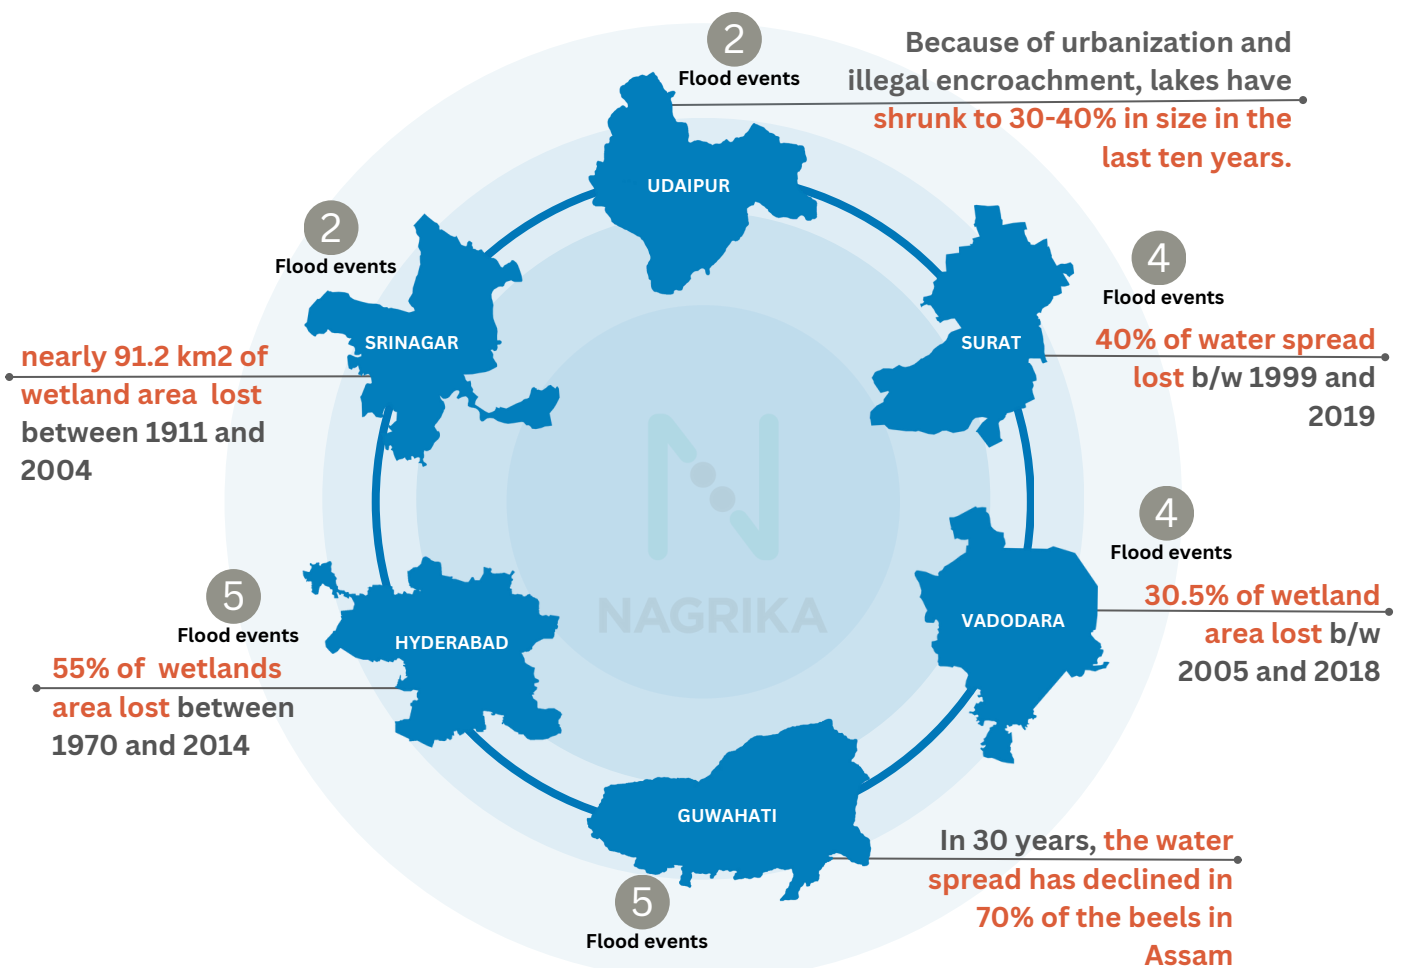 2
Flood events
Because of urbanization and
illegal encroachment, lakes have
shrunk to 30-40% in size in the
last ten years.
UDAIPUR
2
Flood events
SRINAGAR
nearly 91.2 km2 of
wetland area lost
between 1911 and
2004
4
Flood events
SURAT
40% of water spread
lost b/w 1999 and
2019
4
Flood events
VADODARA
30.5% of wetland
area lost b/w
2005 and 2018
NAGRIKA
5
Flood events
HYDERABAD
55% of wetlands
area lost between
1970 and 2014
GUWAHATI
5
Flood events
In 30 years, the water
spread has declined in
70% of the beels in
Assam